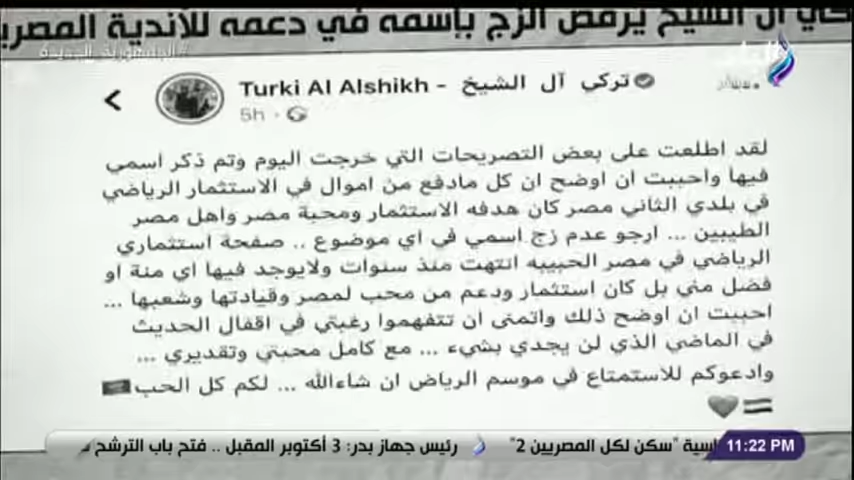 كي آل الشيخ يرفض الزج بإسمه في دعمه للأندية المصر
#الجمهورية_الجديدة
Turki Al Alshikh - تركي آل الشيخ
5h
لقد اطلعت على بعض التصريحات التي خرجت اليوم وتم ذكر اسمي
فيها واحببت ان اوضح ان كل مادفع من اموال في الاستثمار الرياضي
في بلدي الثاني مصر كان هدفه الاستثمار ومحبة مصر واهل مصر
الطيبين ... ارجو عدم زج اسمي في اي موضوع .. صفحة استثماري
الرياضي في مصر الحبيبه انتهت منذ سنوات ولايوجد فيها اي منة او
فضل مني بل كان استثمار ودعم من محب لمصر وقيادتها وشعبها ...
احببت ان اوضح ذلك واتمنى ان تتفهموا رغبتي في اقفال الحديث
في الماضي الذي لن يجدي بشيء ... مع كامل محبتي وتقديري ...
وادعوكم للاستمتاع في موسم الرياض ان شاءالله ... لكم كل الحب
11:22 PM اسية "سكن لكل المصريين 2" رئيس جهاز بدر: 3 أكتوبر المقبل .. فتح باب الترشح